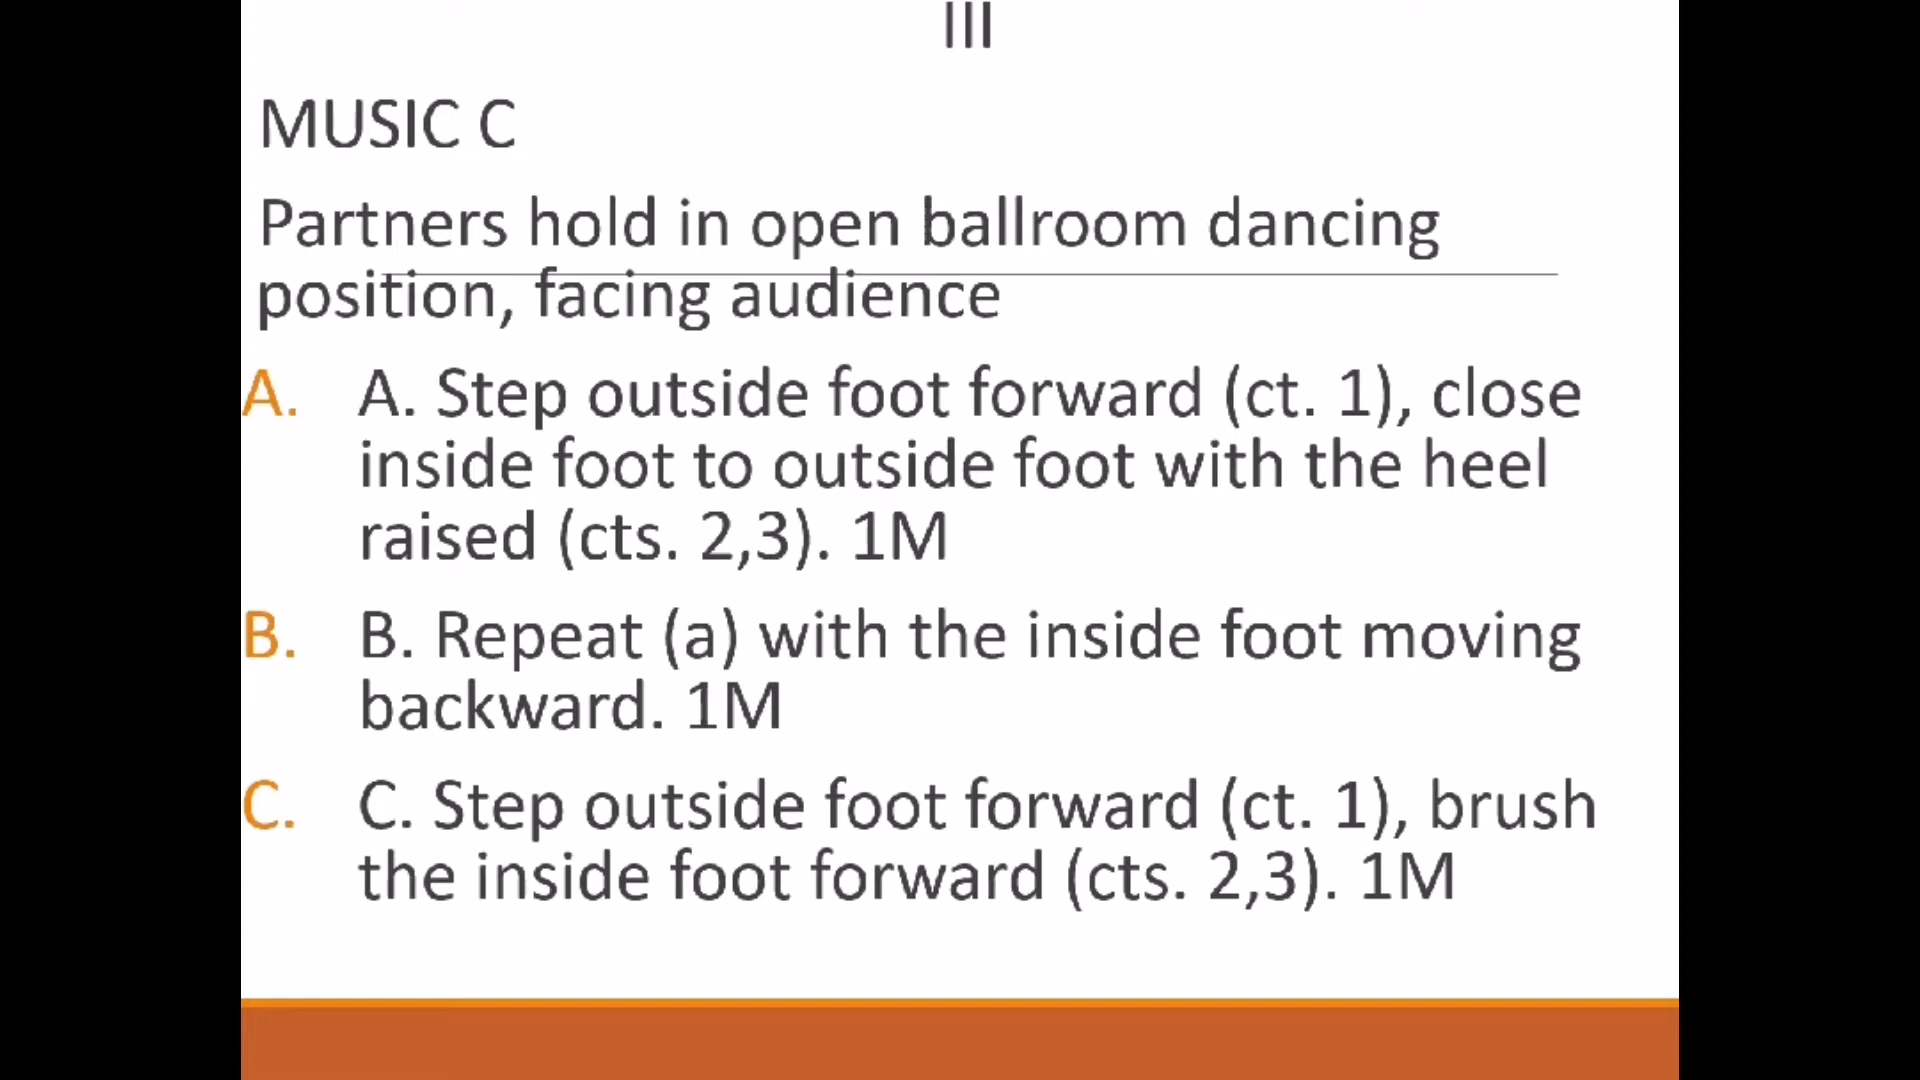 III
MUSIC C
Partners hold in open ballroom dancing
position, facing audience
A. A. Step outside foot forward (ct. 1), close
inside foot to outside foot with the heel
raised (cts. 2,3). 1M
B. B. Repeat (a) with the inside foot moving
backward. 1M
C. C. Step outside foot forward (ct. 1), brush
the inside foot forward (cts. 2,3). 1M